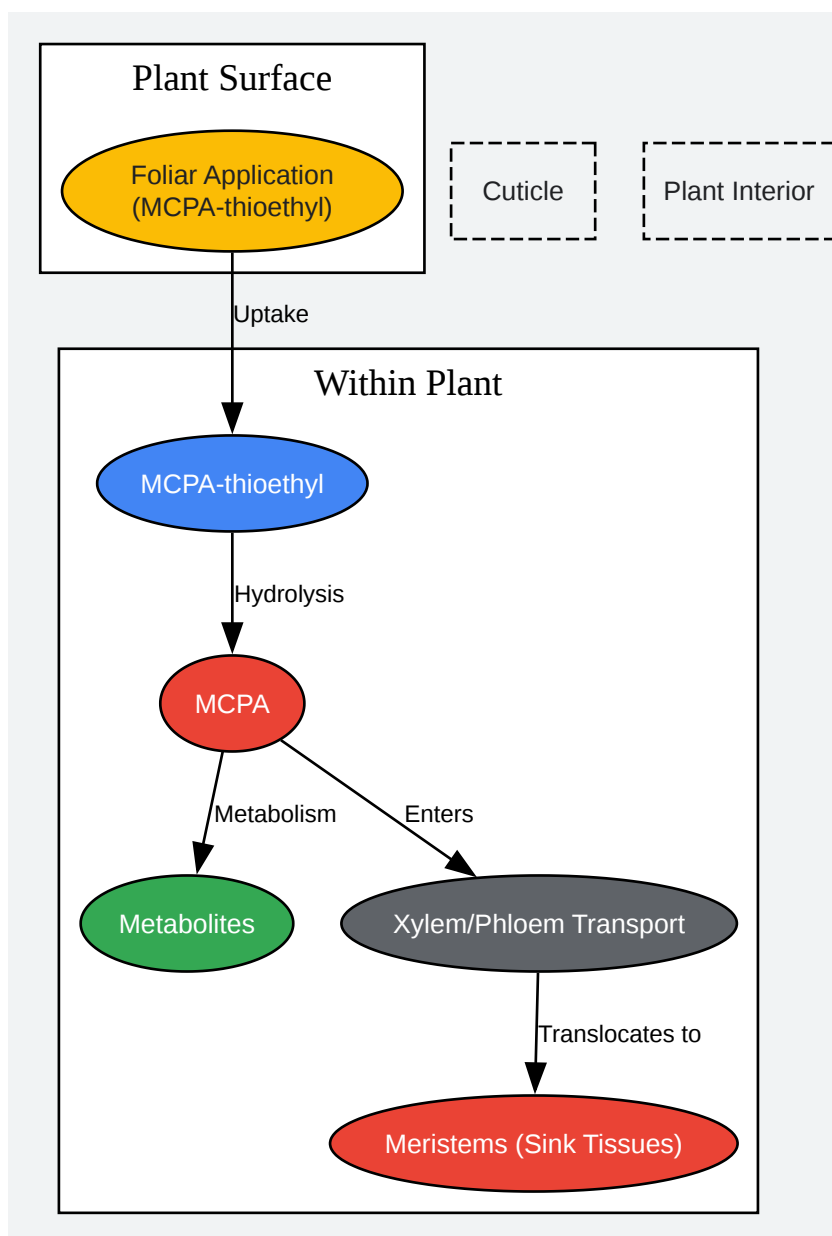 Plant Surface
Foliar Application
(MCPA-thioethyl)
Cuticle
Plant Interior
Uptake
Within Plant
MCPA-thioethyl
Hydrolysis
MCPA
Metabolism
Enters
Metabolites
Xylem/Phloem Transport
Translocates to
Meristems (Sink Tissues)